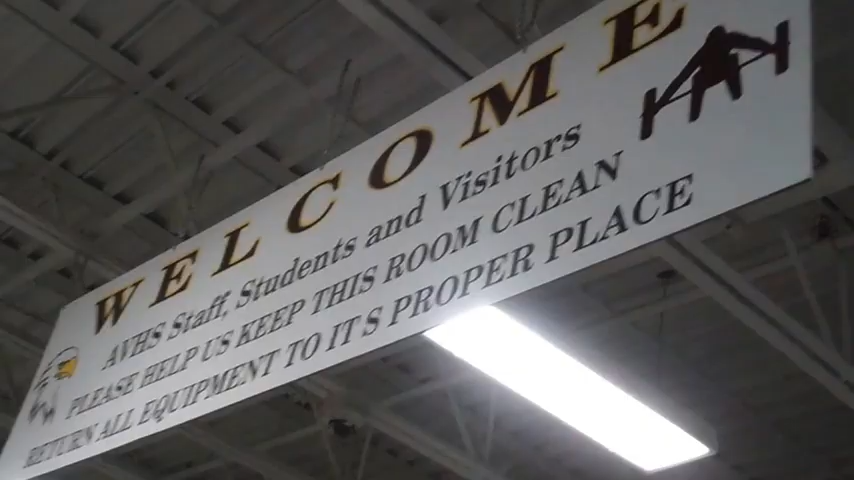 WELCOME
AVHS Staff, Students and Visitors
PLEASE HELP US KEEP THIS ROOM CLEAN
RETURN ALL EQUIPMENT TO IT'S PROPER PLACE